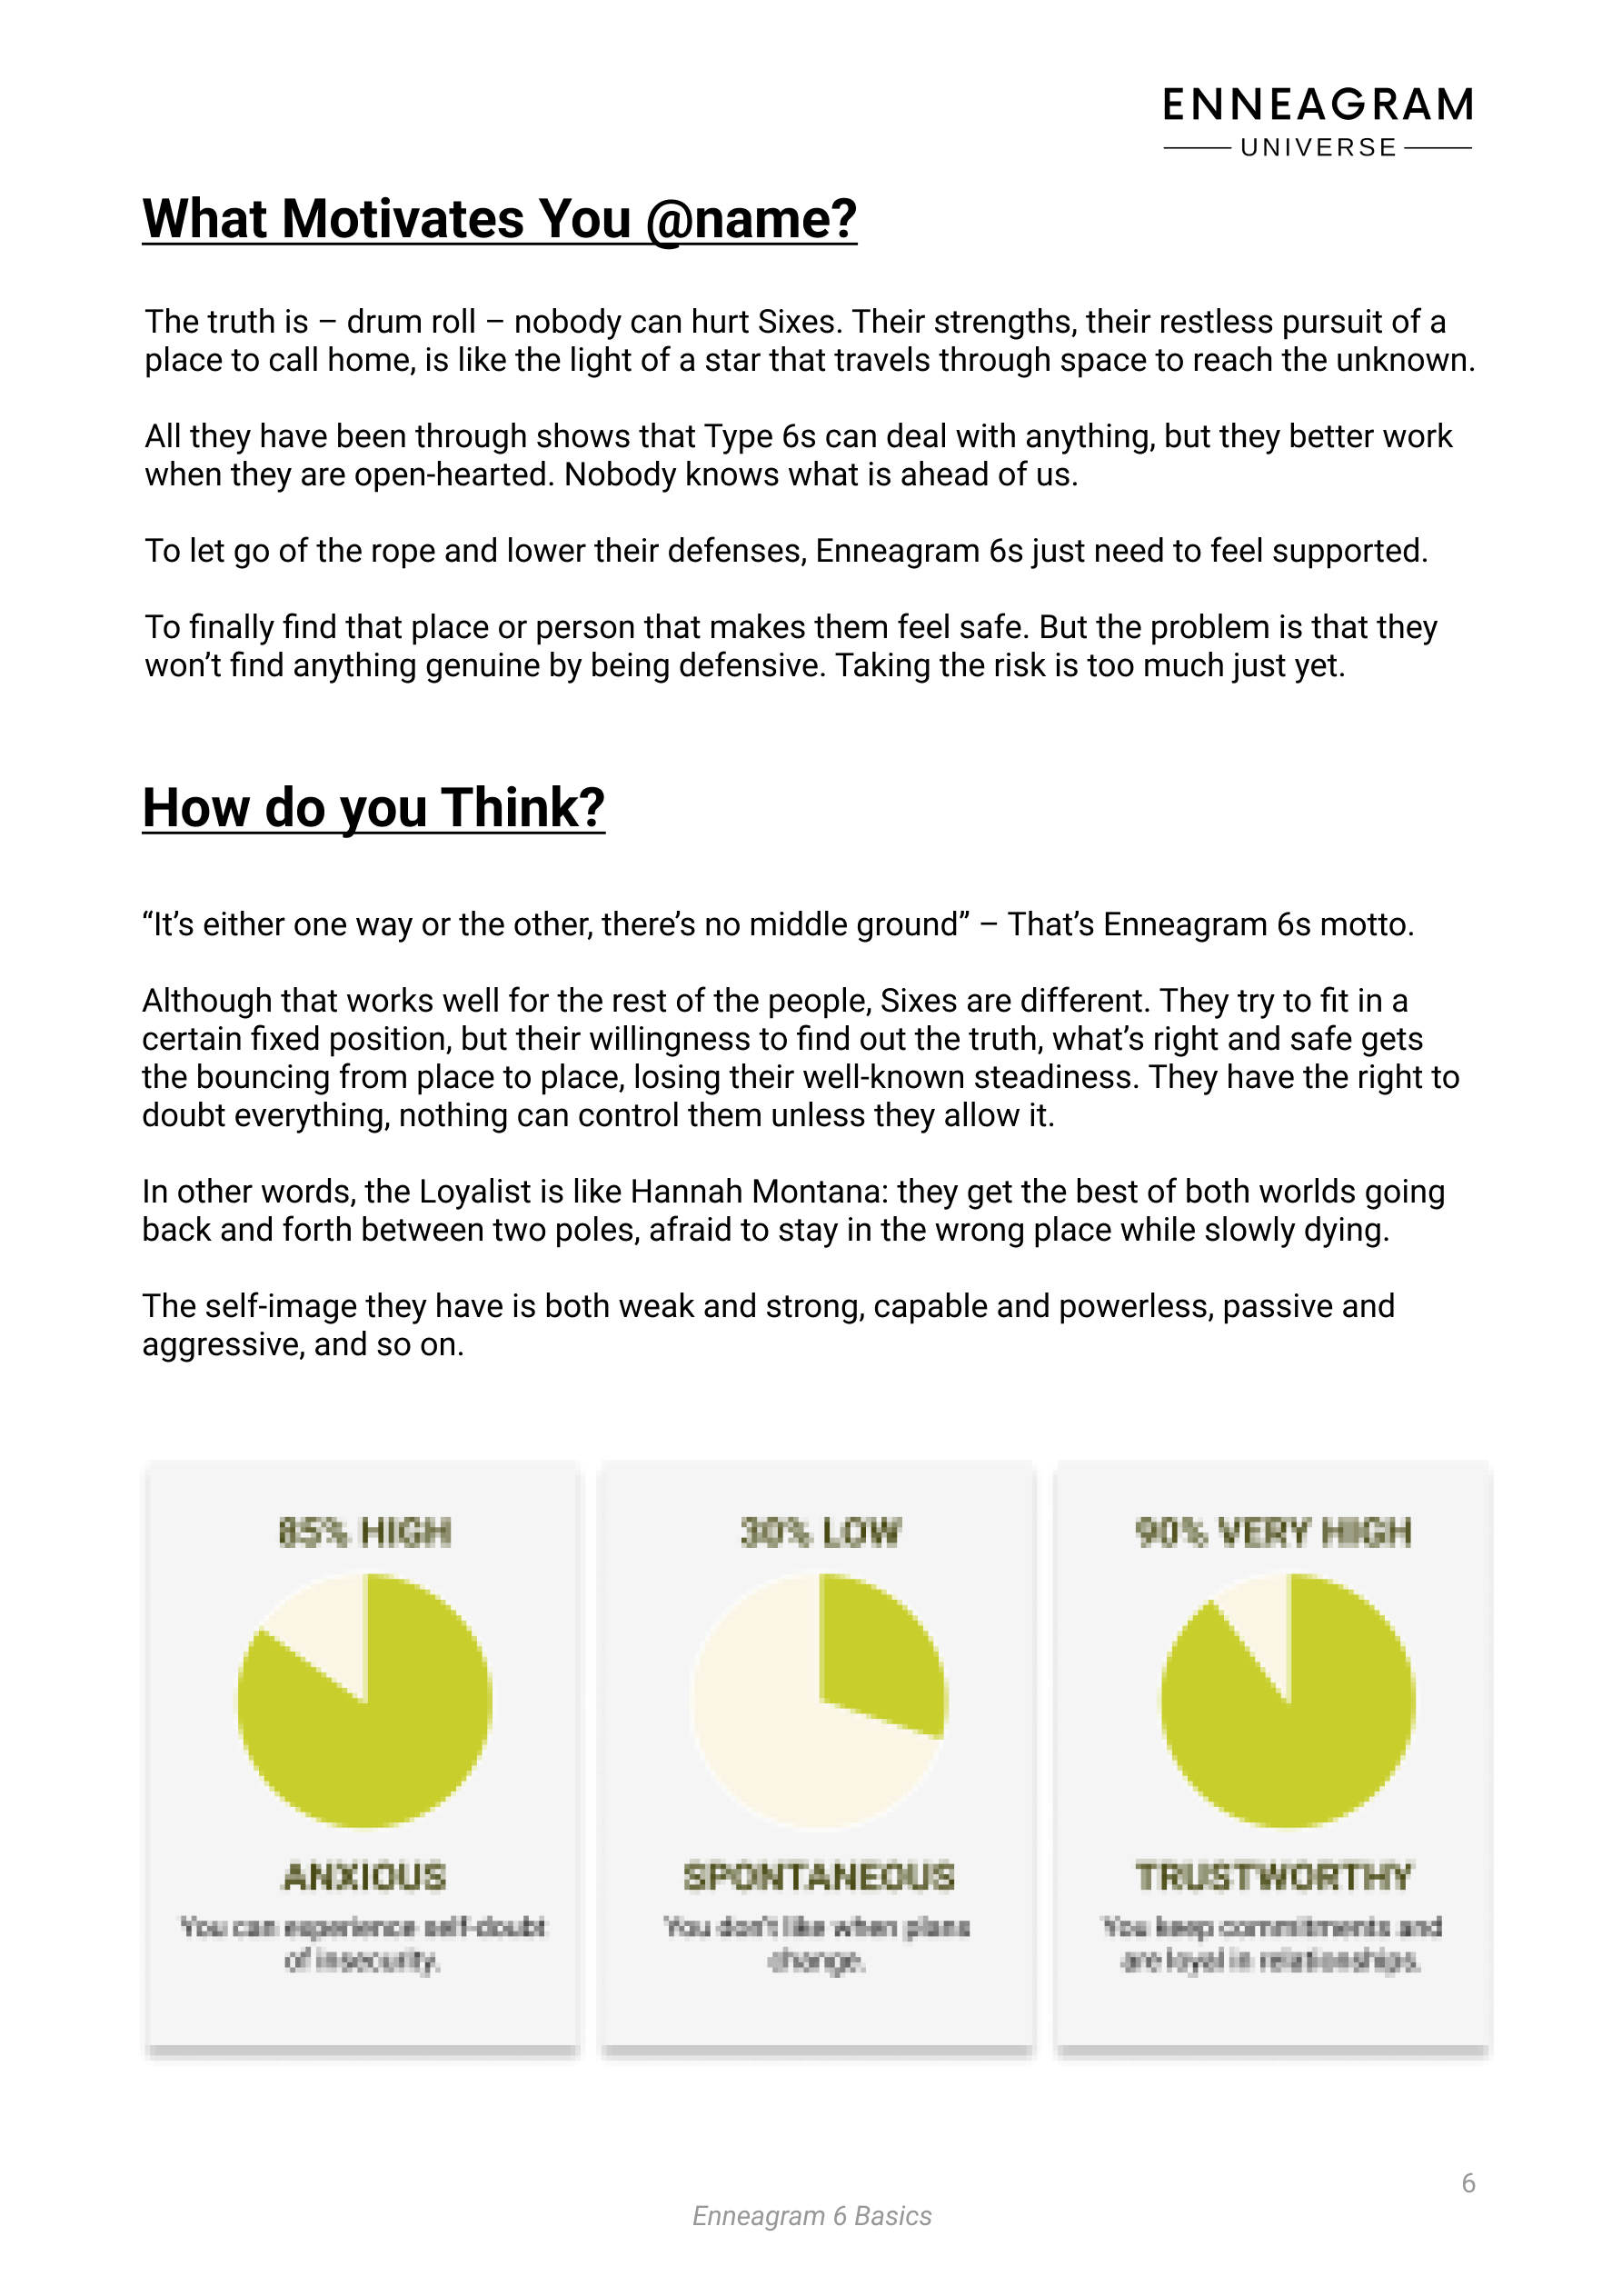 ENNEAGRAM
UNIVERSE
What Motivates You @name?
The truth is – drum roll – nobody can hurt Sixes. Their strengths, their restless pursuit of a
place to call home, is like the light of a star that travels through space to reach the unknown.
All they have been through shows that Type 6s can deal with anything, but they better work
when they are open-hearted. Nobody knows what is ahead of us.
To let go of the rope and lower their defenses, Enneagram 6s just need to feel supported.
To finally find that place or person that makes them feel safe. But the problem is that they
won’t find anything genuine by being defensive. Taking the risk is too much just yet.
How do you Think?
“It’s either one way or the other, there’s no middle ground” – That’s Enneagram 6s motto.
Although that works well for the rest of the people, Sixes are different. They try to fit in a
certain fixed position, but their willingness to find out the truth, what’s right and safe gets
the bouncing from place to place, losing their well-known steadiness. They have the right to
doubt everything, nothing can control them unless they allow it.
In other words, the Loyalist is like Hannah Montana: they get the best of both worlds going
back and forth between two poles, afraid to stay in the wrong place while slowly dying.
The self-image they have is both weak and strong, capable and powerless, passive and
aggressive, and so on.
85% HIGH
30% LOW
90% VERY HIGH
ANXIOUS
You can experience self-doubt
of insecurity.
SPONTANEOUS
You don't like when plans
change.
TRUSTWORTHY
You keep commitments and
are loyal in relationships.
6
Enneagram 6 Basics